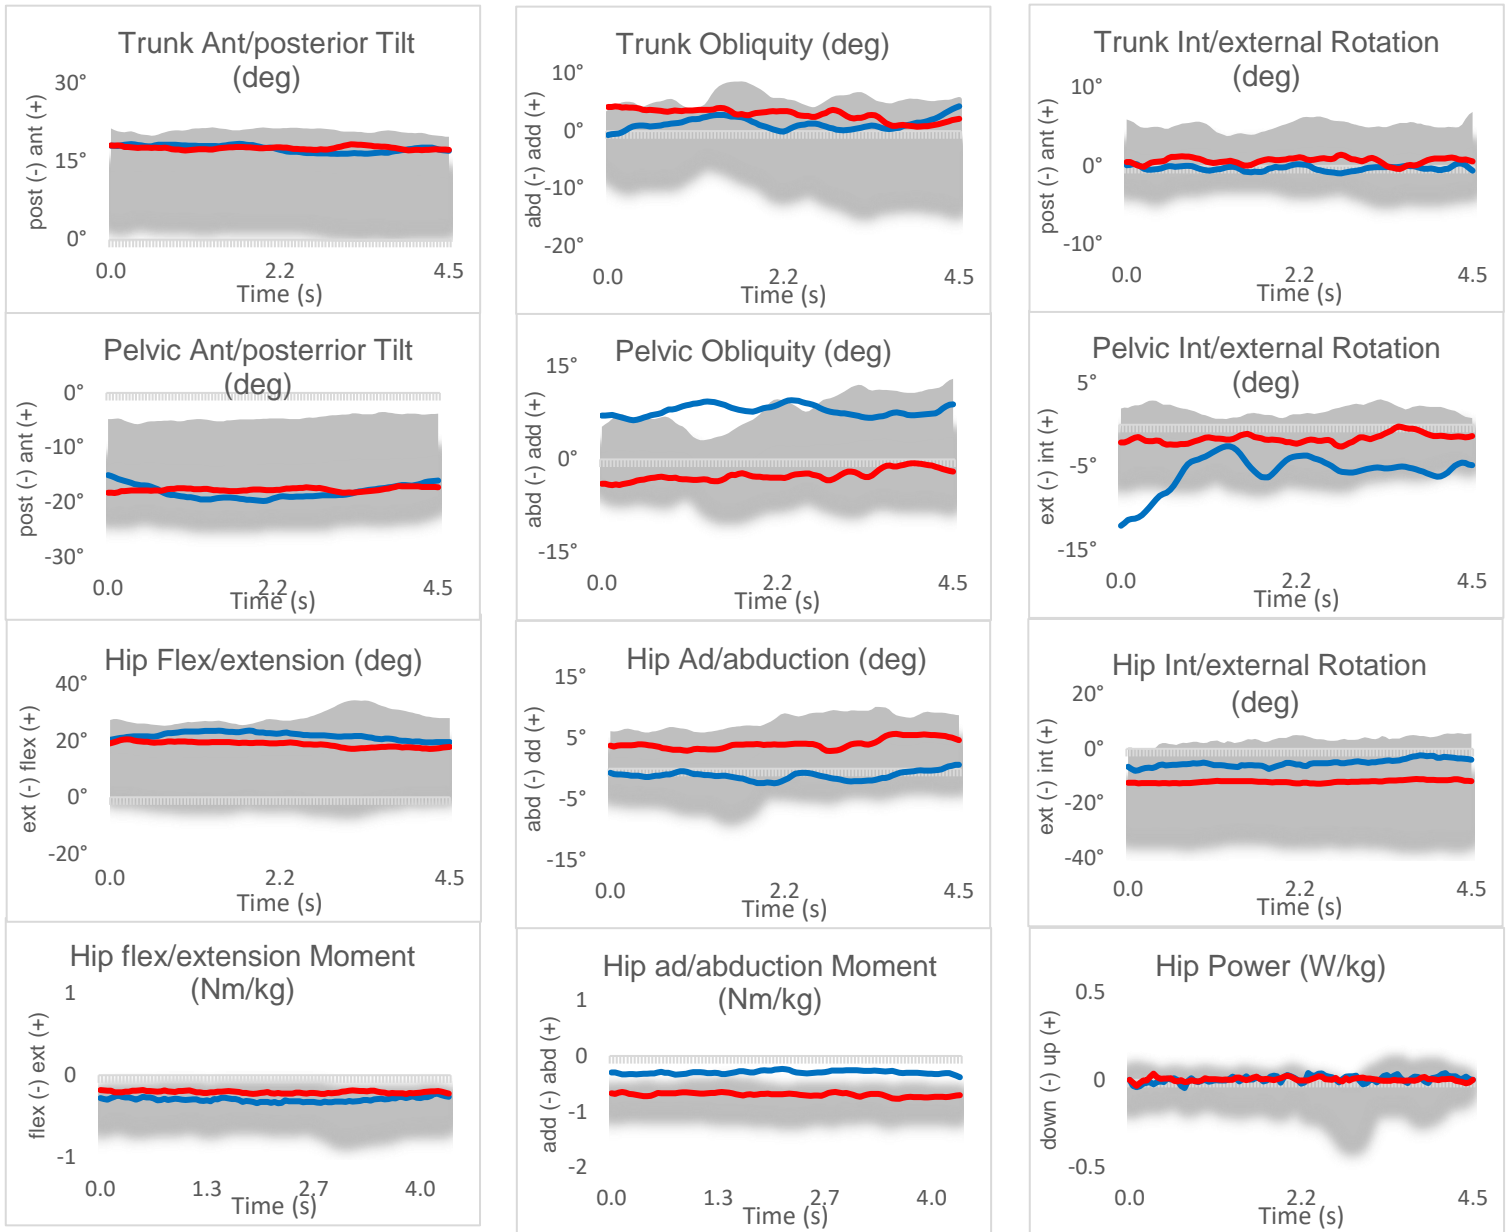 Trunk Ant/posterior Tilt
(deg)
30°
15°
0°
post (-) ant (+)
0.0 2.2 4.5
Time (s)
Trunk Obliquity (deg)
10°
0°
-10°
-20°
abd (-) add (+)
0.0 2.2 4.5
Time (s)
Trunk Int/external Rotation
(deg)
10°
0°
-10°
post (-) ant (+)
0.0 2.2 4.5
Time (s)
Pelvic Ant/posterrior Tilt
(deg)
0°
-10°
-20°
-30°
post (-) ant (+)
0.0 2.2 4.5
Time (s)
Pelvic Obliquity (deg)
15°
0°
-15°
abd (-) add (+)
0.0 2.2 4.5
Time (s)
Pelvic Int/external Rotation
(deg)
5°
-5°
-15°
ext (-) int (+)
0.0 2.2 4.5
Time (s)
Hip Flex/extension (deg)
40°
20°
0°
-20°
ext (-) flex (+)
0.0 2.2 4.5
Time (s)
Hip Ad/abduction (deg)
15°
5°
-5°
-15°
abd (-) dd (+)
0.0 2.2 4.5
Time (s)
Hip Int/external Rotation
(deg)
20°
0°
-20°
-40°
ext (-) int (+)
0.0 2.2 4.5
Time (s)
Hip flex/extension Moment
(Nm/kg)
1
0
-1
flex (-) ext (+)
0.0 1.3 2.7 4.0
Time (s)
Hip ad/abduction Moment
(Nm/kg)
1
0
-1
-2
add (-) abd (+)
0.0 1.3 2.7 4.0
Time (s)
Hip Power (W/kg)
0.5
0
-0.5
down (-) up (+)
0.0 2.2 4.5
Time (s)